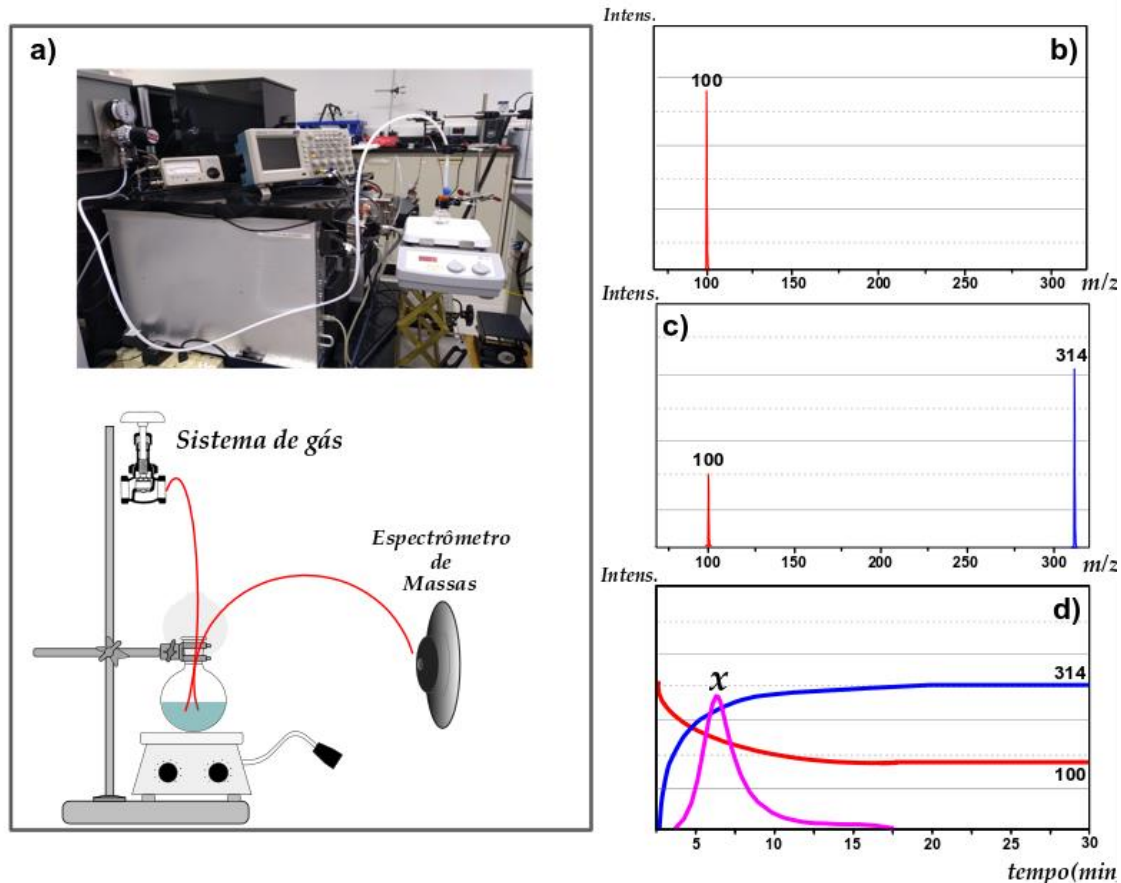 a)
Sistema de gás
Espectrômetro
de
Massas
Intens.
b)
100
100
150
200
250
300
m/z
Intens.
c)
314
100
100
150
200
250
300
m/z
Intens.
d)
x
314
100
5
10
15
20
25
30
tempo(min